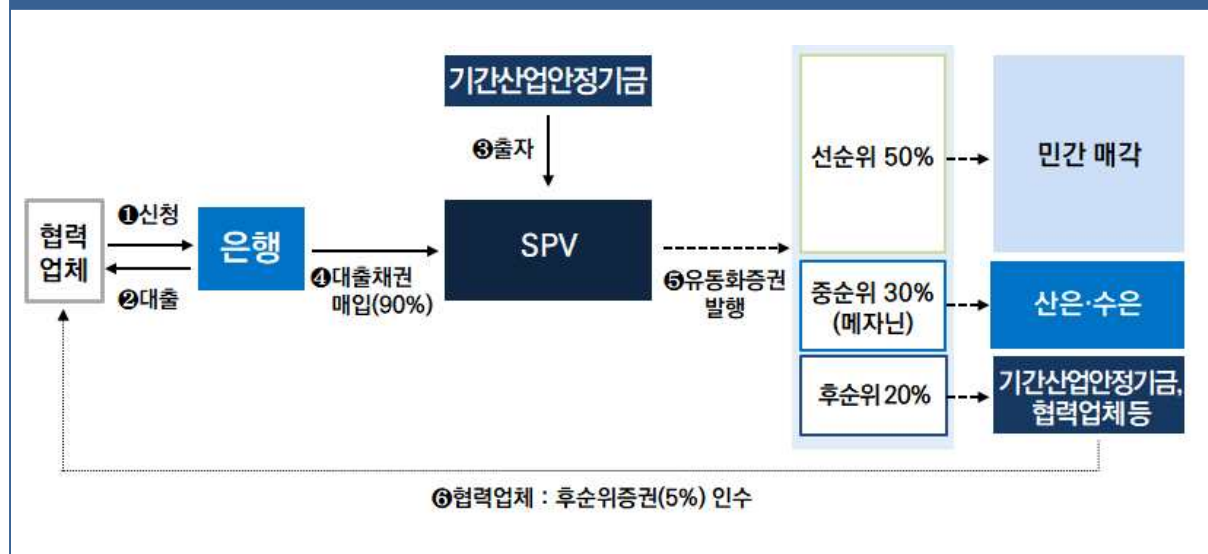 기간산업안정기금
❸출자
협력
업체
❶신청
❷대출
은행
❹대출채권
매입(90%)
SPV
❺유동화증권
발행
선순위 50%
민간 매각
중순위 30%
(메자닌)
산은·수은
후순위 20%
기간산업안정기금,
협력업체 등
❻협력업체 : 후순위증권(5%) 인수